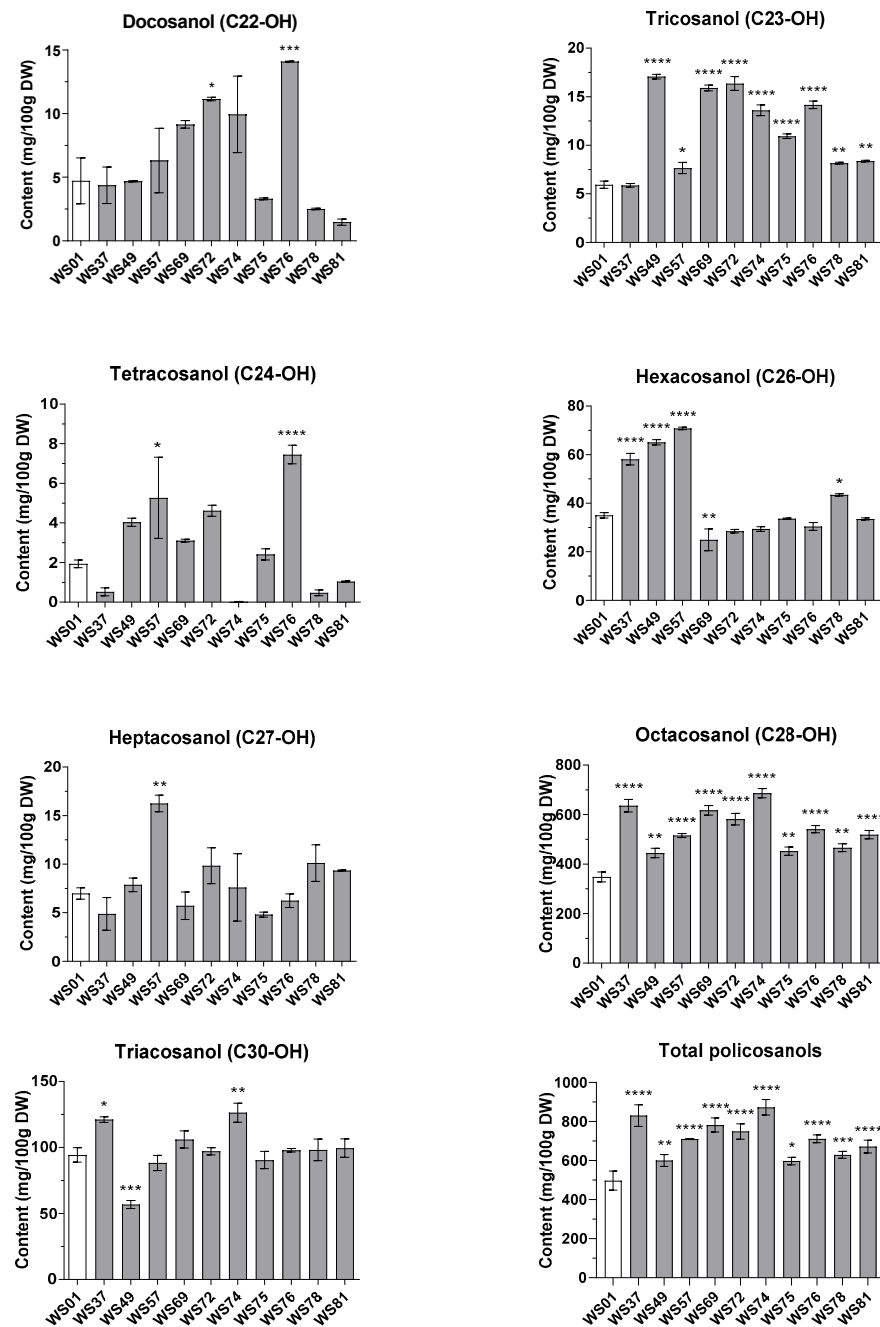 Docosanol (C22-OH)
Content (mg/100g DW)
15
***
*
10
5
0
WS01 WS37 WS49 WS57 WS69 WS72 WS74 WS75 WS76 WS78 WS81
Tricosanol (C23-OH)
Content (mg/100g DW)
20
**** * **** **** **** **** **** ** **
15
10
5
0
WS01 WS37 WS49 WS57 WS69 WS72 WS74 WS75 WS76 WS78 WS81
Tetracosanol (C24-OH)
Content (mg/100g DW)
10
* ****
8
6
4
2
0
WS01 WS37 WS49 WS57 WS69 WS72 WS74 WS75 WS76 WS78 WS81
Hexacosanol (C26-OH)
Content (mg/100g DW)
80
**** **** **** ** *
60
40
20
0
WS01 WS37 WS49 WS57 WS69 WS72 WS74 WS75 WS76 WS78 WS81
Heptacosanol (C27-OH)
Content (mg/100g DW)
20
**
15
10
5
0
WS01 WS37 WS49 WS57 WS69 WS72 WS74 WS75 WS76 WS78 WS81
Octacosanol (C28-OH)
Content (mg/100g DW)
800
**** ** **** **** **** **** ** **** ** ****
600
400
200
0
WS01 WS37 WS49 WS57 WS69 WS72 WS74 WS75 WS76 WS78 WS81
Triacosanol (C30-OH)
Content (mg/100g DW)
150
* *** **
100
50
0
WS01 WS37 WS49 WS57 WS69 WS72 WS74 WS75 WS76 WS78 WS81
Total policosanols
Content (mg/100g DW)
1000
**** ** **** **** **** **** * **** *** ****
800
600
400
200
0
WS01 WS37 WS49 WS57 WS69 WS72 WS74 WS75 WS76 WS78 WS81